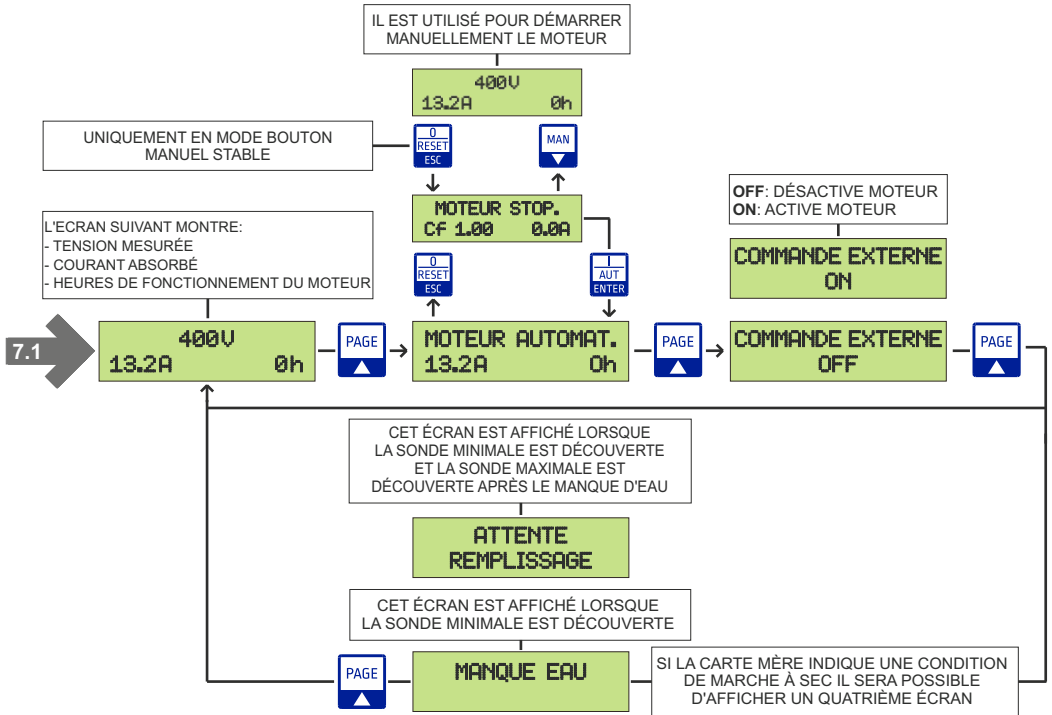 IL EST UTILISÉ POUR DÉMARRER
MANUELLEMENT LE MOTEUR
400V
13.2A 0h
UNIQUEMENT EN MODE BOUTON
MANUEL STABLE
0
RESET
ESC
MAN
MOTEUR STOP.
Cf 1.00 0.0A
OFF: DÉSACTIVE MOTEUR
ON: ACTIVE MOTEUR
L'ECRAN SUIVANT MONTRE:
- TENSION MESURÉE
- COURANT ABSORBÉ
- HEURES DE FONCTIONNEMENT DU MOTEUR
0
RESET
ESC
I
AUT
ENTER
COMMANDE EXTERNE
ON
7.1
400V
13.2A 0h
PAGE
MOTEUR AUTOMAT.
13.2A Oh
PAGE
COMMANDE EXTERNE
OFF
PAGE
CET ÉCRAN EST AFFICHÉ LORSQUE
LA SONDE MINIMALE EST DÉCOUVERTE
ET LA SONDE MAXIMALE EST
DÉCOUVERTE APRÈS LE MANQUE D'EAU
ATTENTE
REMPLISSAGE
CET ÉCRAN EST AFFICHÉ LORSQUE
LA SONDE MINIMALE EST DÉCOUVERTE
PAGE
MANQUE EAU
SI LA CARTE MÈRE INDIQUE UNE CONDITION
DE MARCHE À SEC IL SERA POSSIBLE
D'AFFICHER UN QUATRIÈME ÉCRAN